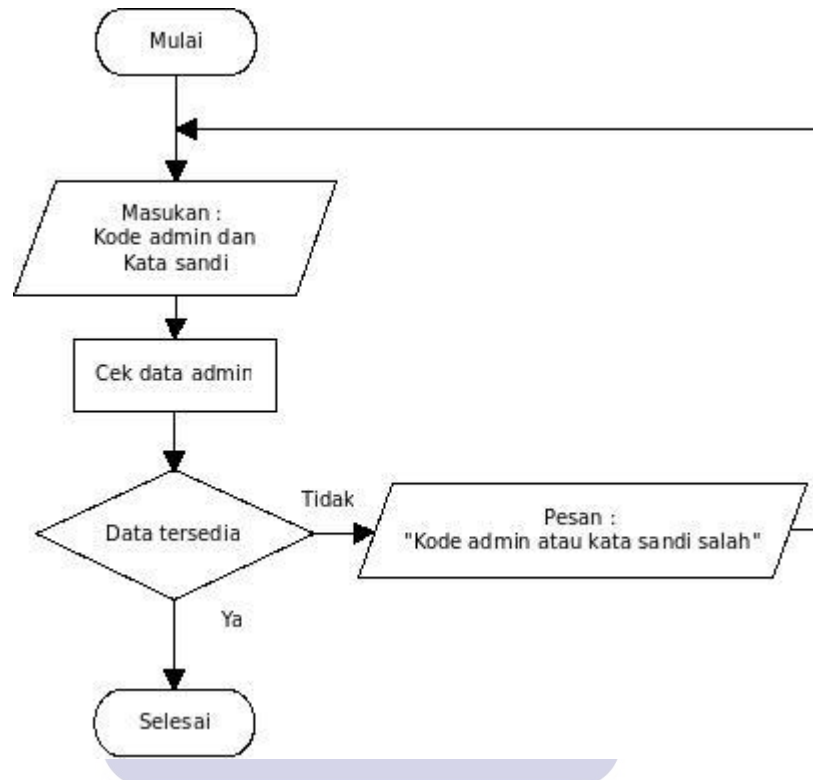 Mulai
Masukan :
Kode admin dan
Kata sandi
Cek data admin
Data tersedia
Tidak
Pesan :
"Kode admin atau kata sandi salah"
Ya
Selesai